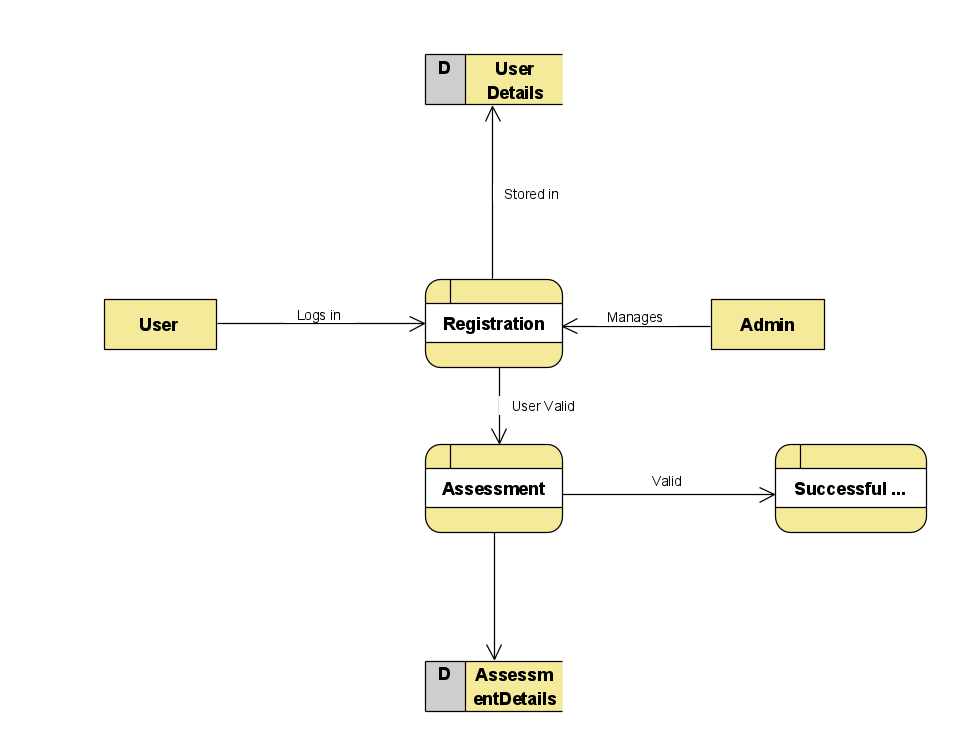 D
User
Details
Stored in
User
Logs in
Registration
Manages
Admin
User Valid
Assessment
Valid
Successful ...
D
Assessm
entDetails